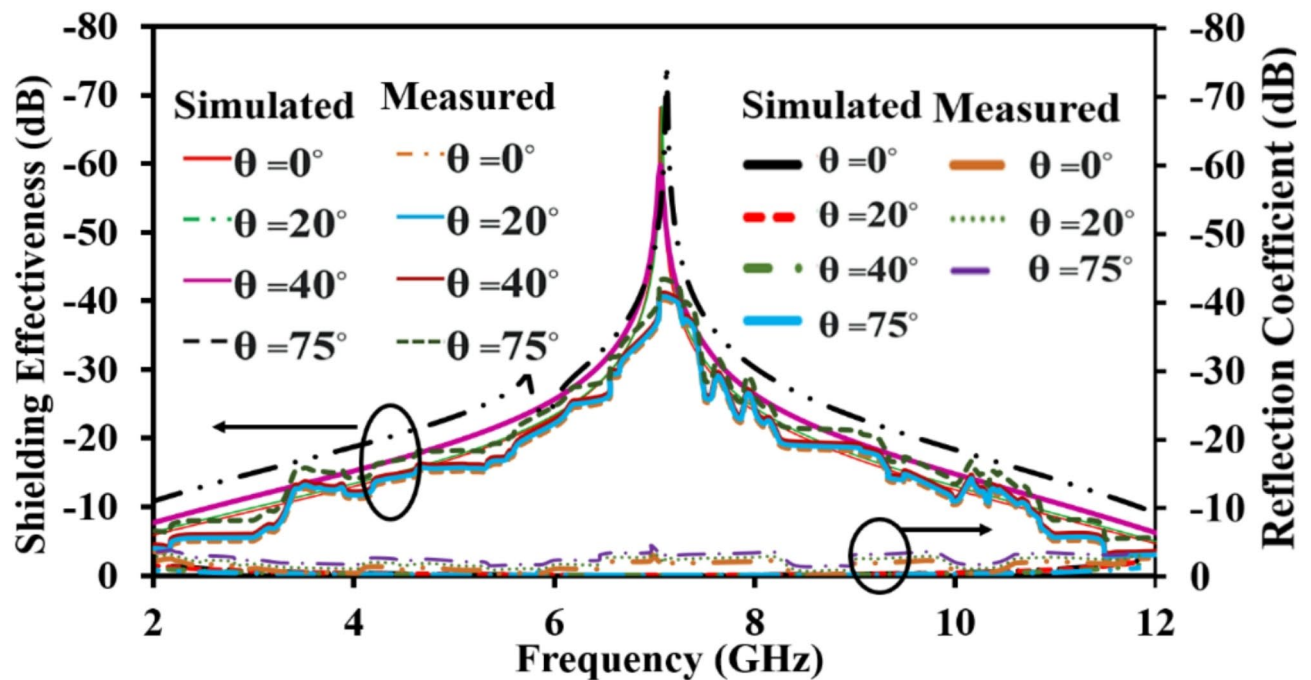 Shielding Effectiveness (dB)
-80
-70
-60
-50
-40
-30
-20
-10
0
Simulated
θ =0°
θ =20°
θ =40°
θ =75°
Measured
θ =0°
θ =20°
θ =40°
θ =75°
Simulated
θ =0°
θ =20°
θ =40°
θ =75°
Measured
θ =0°
θ =20°
θ =75°
-80
-70
-60
-50
-40
-30
-20
-10
0
Reflection Coefficient (dB)
2
4
6
8
10
12
Frequency (GHz)